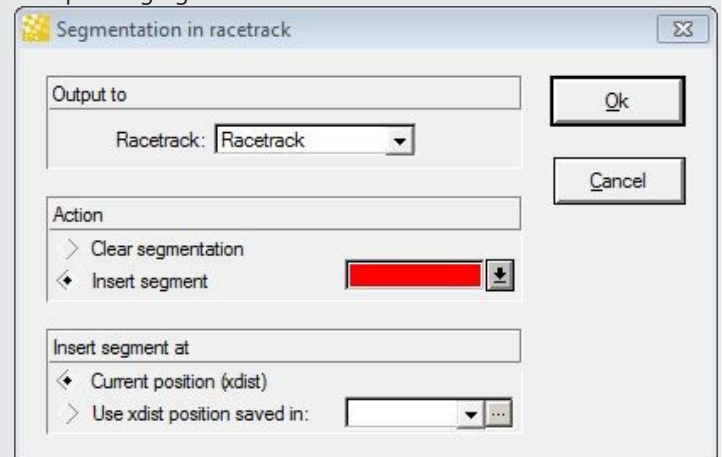 Segmentation in racetrack
Output to
Ok
Racetrack: Racetrack
Cancel
Action
Clear segmentation
Insert segment
Insert segment at
Current position (xdist)
Use xdist position saved in:
...